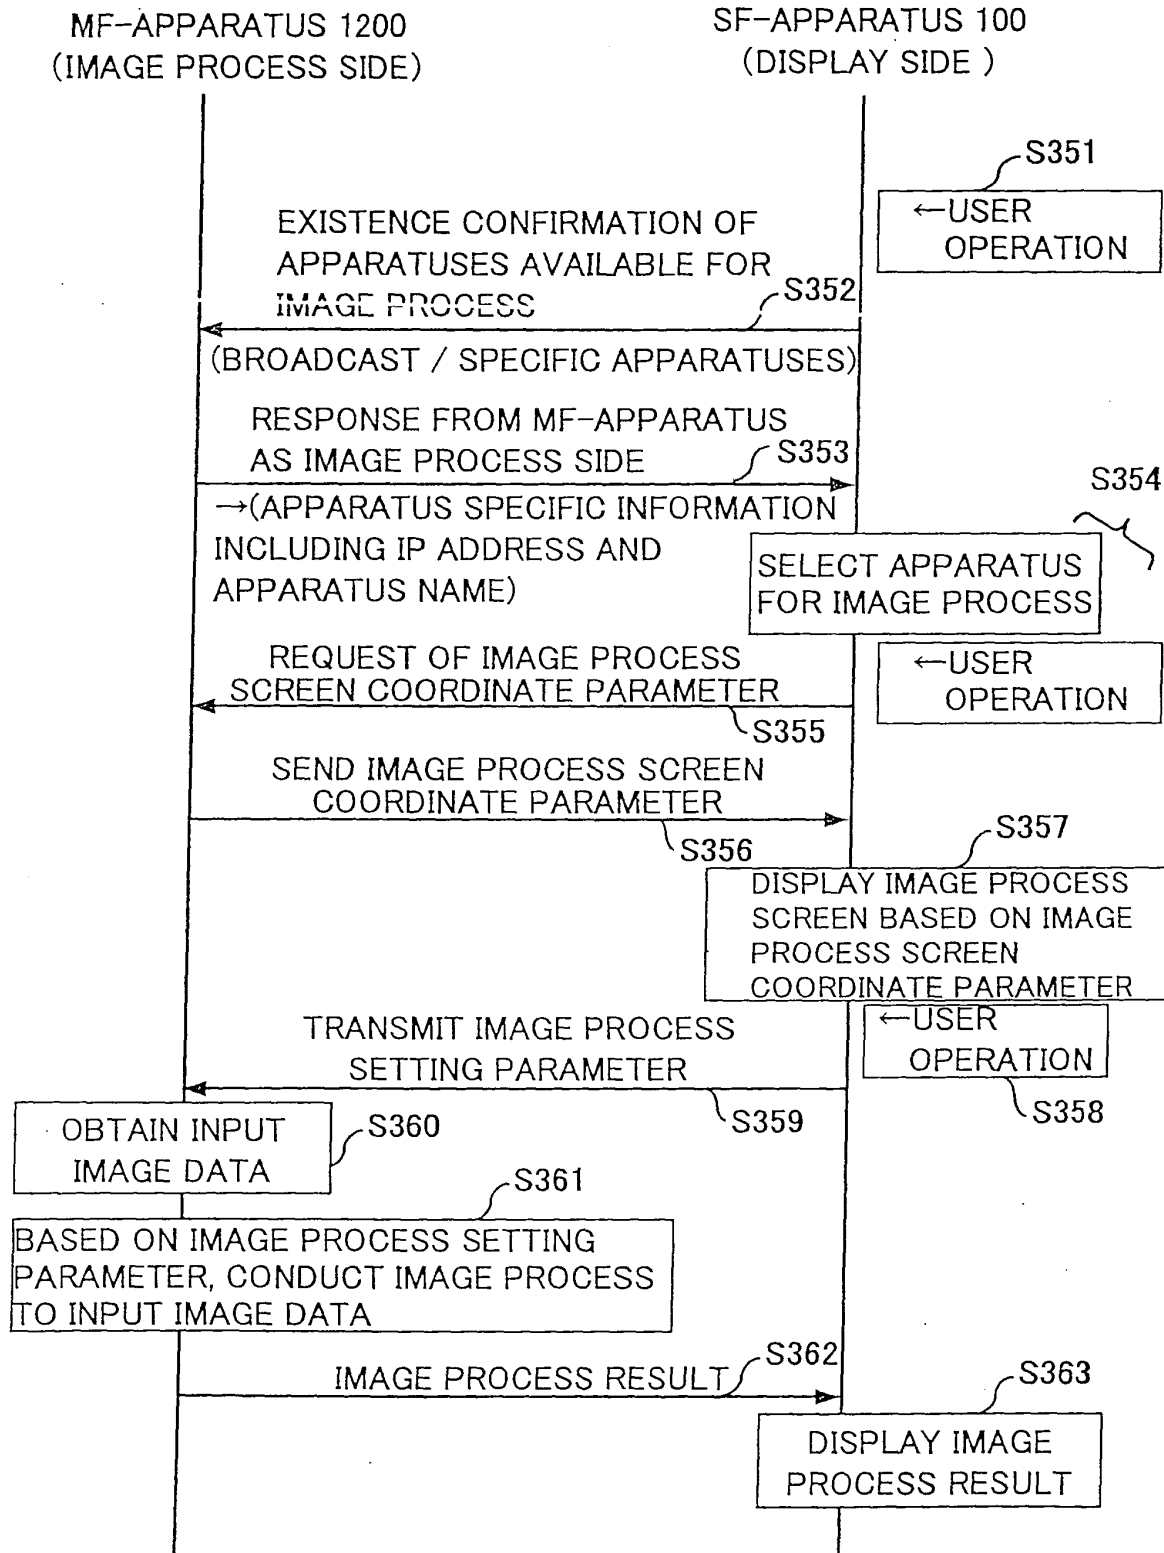 MF-APPARATUS 1200
(IMAGE PROCESS SIDE)
SF-APPARATUS 100
(DISPLAY SIDE )
S351
←USER
OPERATION
EXISTENCE CONFIRMATION OF
APPARATUSES AVAILABLE FOR
IMAGE PROCESS
S352
(BROADCAST / SPECIFIC APPARATUSES)
RESPONSE FROM MF-APPARATUS
AS IMAGE PROCESS SIDE
S353
→(APPARATUS SPECIFIC INFORMATION
INCLUDING IP ADDRESS AND
APPARATUS NAME)
S354
SELECT APPARATUS
FOR IMAGE PROCESS
←USER
OPERATION
REQUEST OF IMAGE PROCESS
SCREEN COORDINATE PARAMETER
S355
SEND IMAGE PROCESS SCREEN
COORDINATE PARAMETER
S356
S357
DISPLAY IMAGE PROCESS
SCREEN BASED ON IMAGE
PROCESS SCREEN
COORDINATE PARAMETER
←USER
OPERATION
S358
TRANSMIT IMAGE PROCESS
SETTING PARAMETER
S359
OBTAIN INPUT
IMAGE DATA
S360
S361
BASED ON IMAGE PROCESS SETTING
PARAMETER, CONDUCT IMAGE PROCESS
TO INPUT IMAGE DATA
IMAGE PROCESS RESULT
S362
S363
DISPLAY IMAGE
PROCESS RESULT